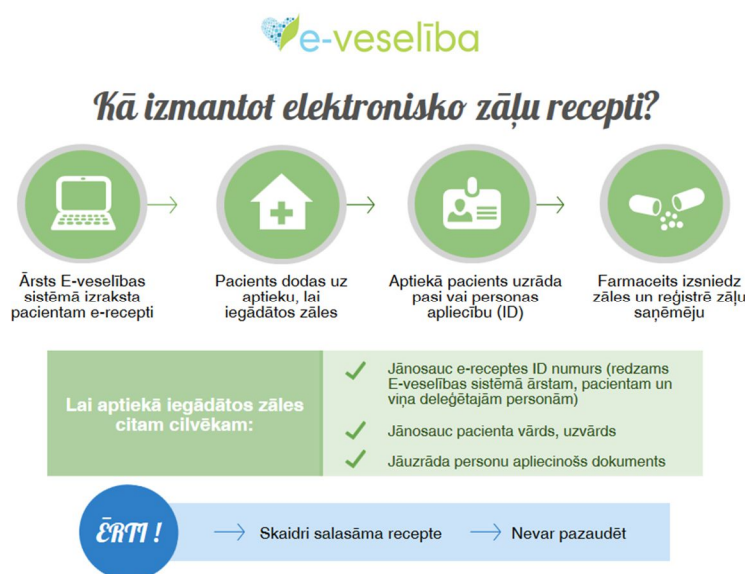 e-veselība
Kā izmantot elektronisko zāļu recepti?
Ārsts E-veselības
sistēmā izraksta
pacientam e-recepti
Pacients dodas uz
aptieku, lai
iegādātos zāles
Aptiekā pacients uzrāda
pasi vai personas
apliecību (ID)
Farmaceits izsniedz
zāles un reģistrē zāļu
saņēmēju
Lai aptiekā iegādātos zāles
citam cilvēkam:
Jānosauc e-receptes ID numurs (redzams
E-veselības sistēmā ārstam, pacientam un
viņa deleģētajām personām)
Jānosauc pacienta vārds, uzvārds
Jāuzrāda personu apliecinošs dokuments
ĒRTI !
Skaidri salasāma recepte
Nevar pazaudēt